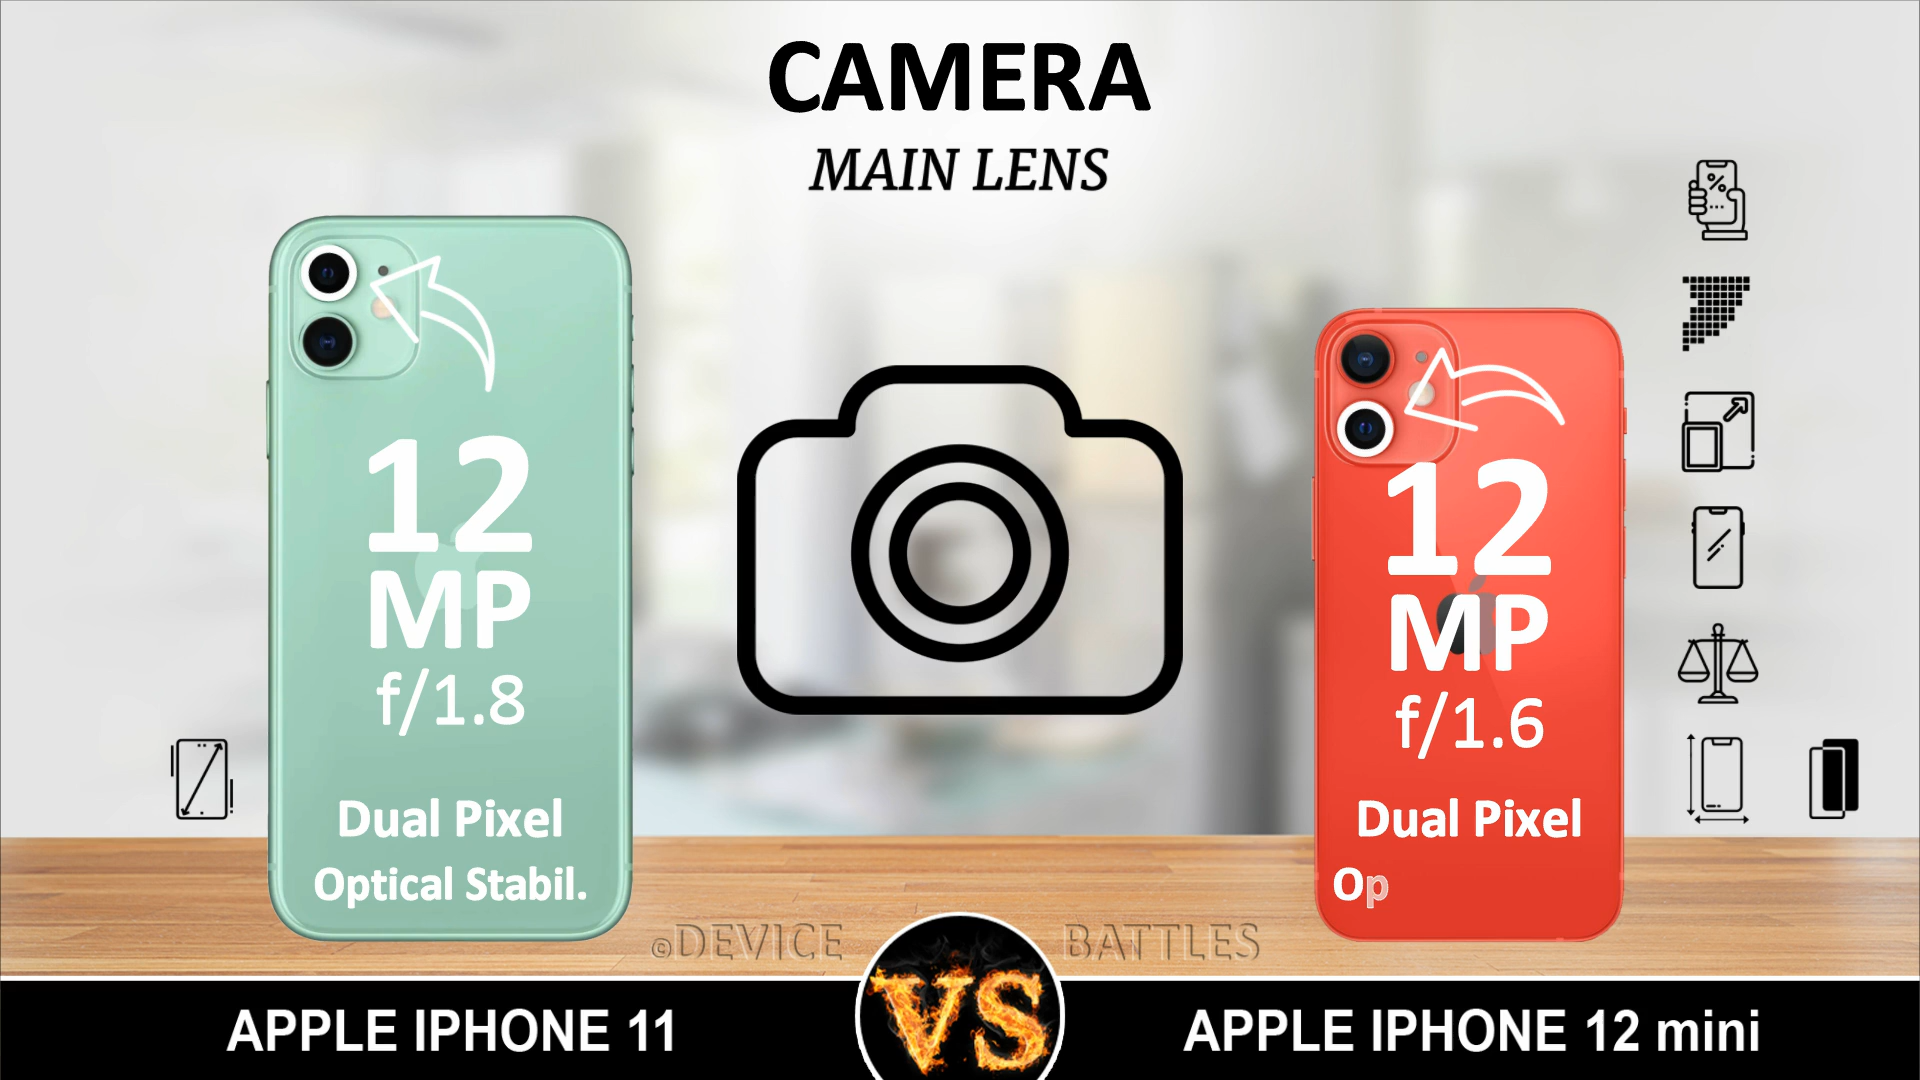 CAMERA
MAIN LENS
12
MP
f/1.8
Dual Pixel
Optical Stabil.
12
MP
f/1.6
Dual Pixel
Op
©DEVICE BATTLES
APPLE IPHONE 11
VS
APPLE IPHONE 12 mini